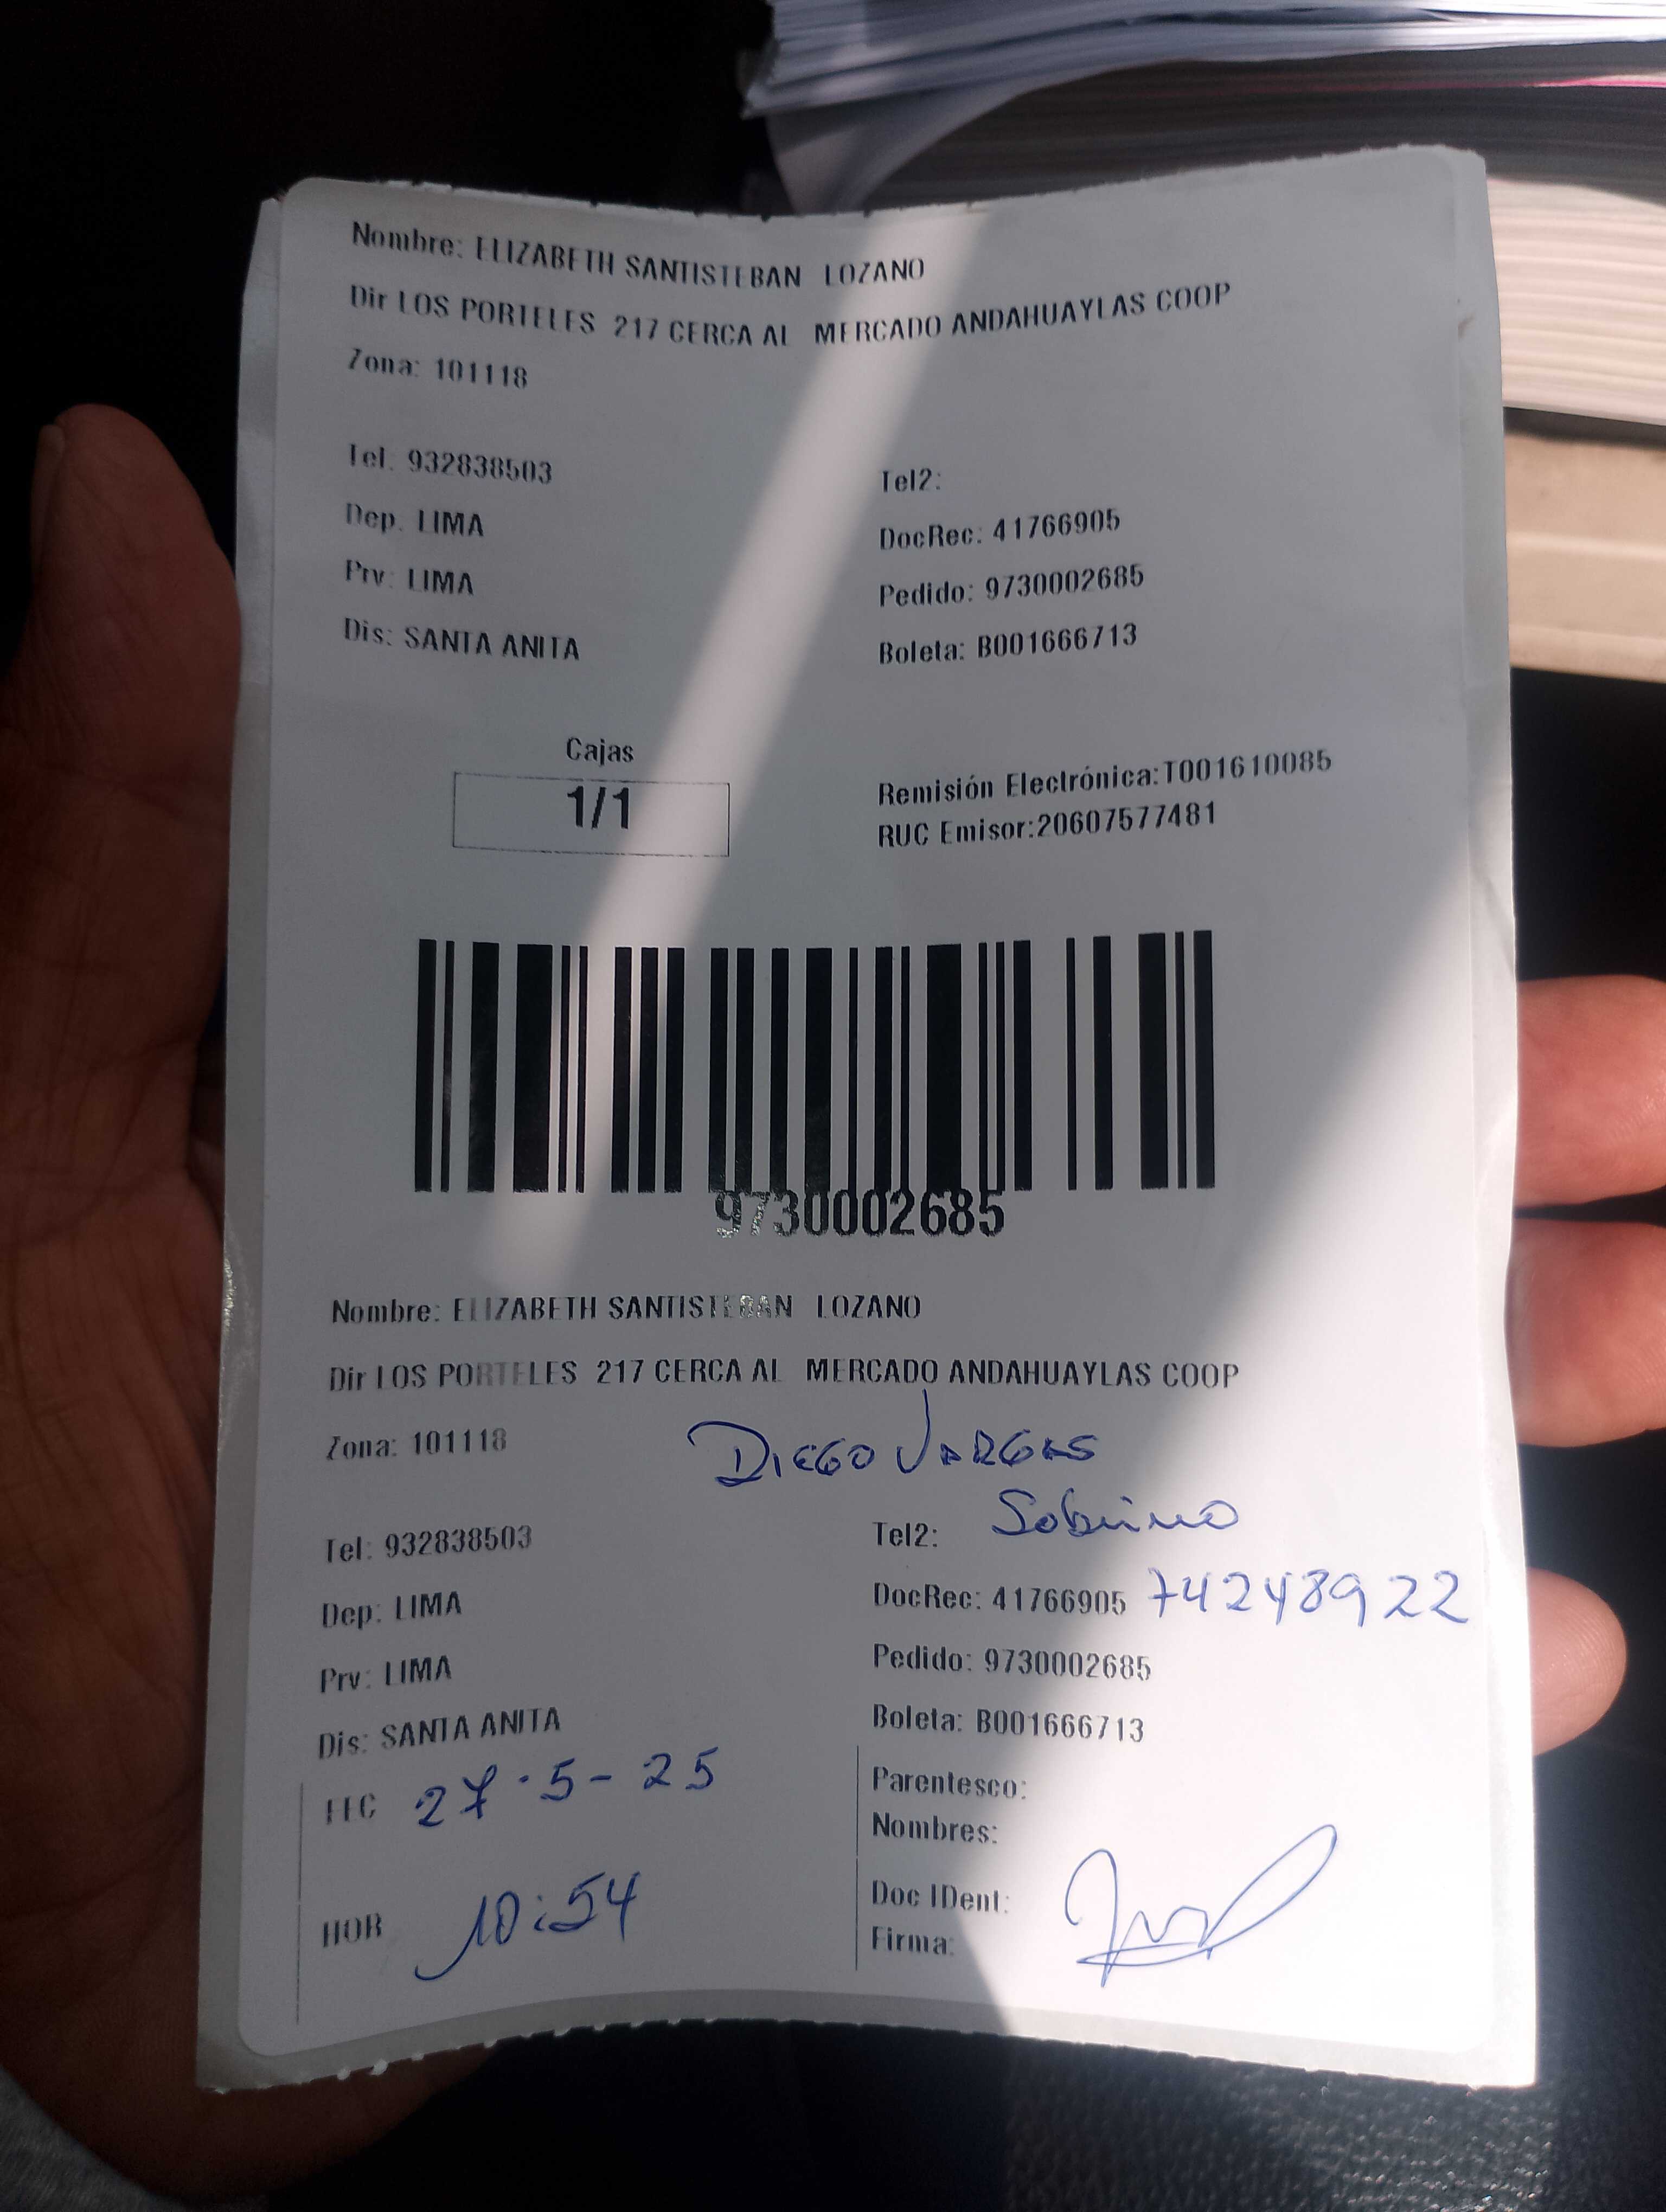 Nombre: ELIZABETH SANTISTEBAN LOZANO
Dir LOS PORTELES 217 CERCA AL MERCADO ANDAHUAYLAS COOP
Zona: 101118
Tel: 932838503
Tel2:
Dep: LIMA
DocRec: 41766905
Prv: LIMA
Pedido: 9730002685
Dis: SANTA ANITA
Boleta: B001666713
Cajas
1/1
Remisión Electrónica:T001610085
RUC Emisor:20607577481
9730002685
Nombre: ELIZABETH SANTISTEBAN LOZANO
Dir LOS PORTELES 217 CERCA AL MERCADO ANDAHUAYLAS COOP
Zona: 101118
DIEGO VARGAS
Sobrino
Tel: 932838503
Tel2:
Dep: LIMA
DocRec: 41766905 74248922
Prv: LIMA
Pedido: 9730002685
Dis: SANTA ANITA
Boleta: B001666713
FEC 27-5-25
Parentesco:
Nombres:
HOR 10:54
Doc IDent:
Firma: